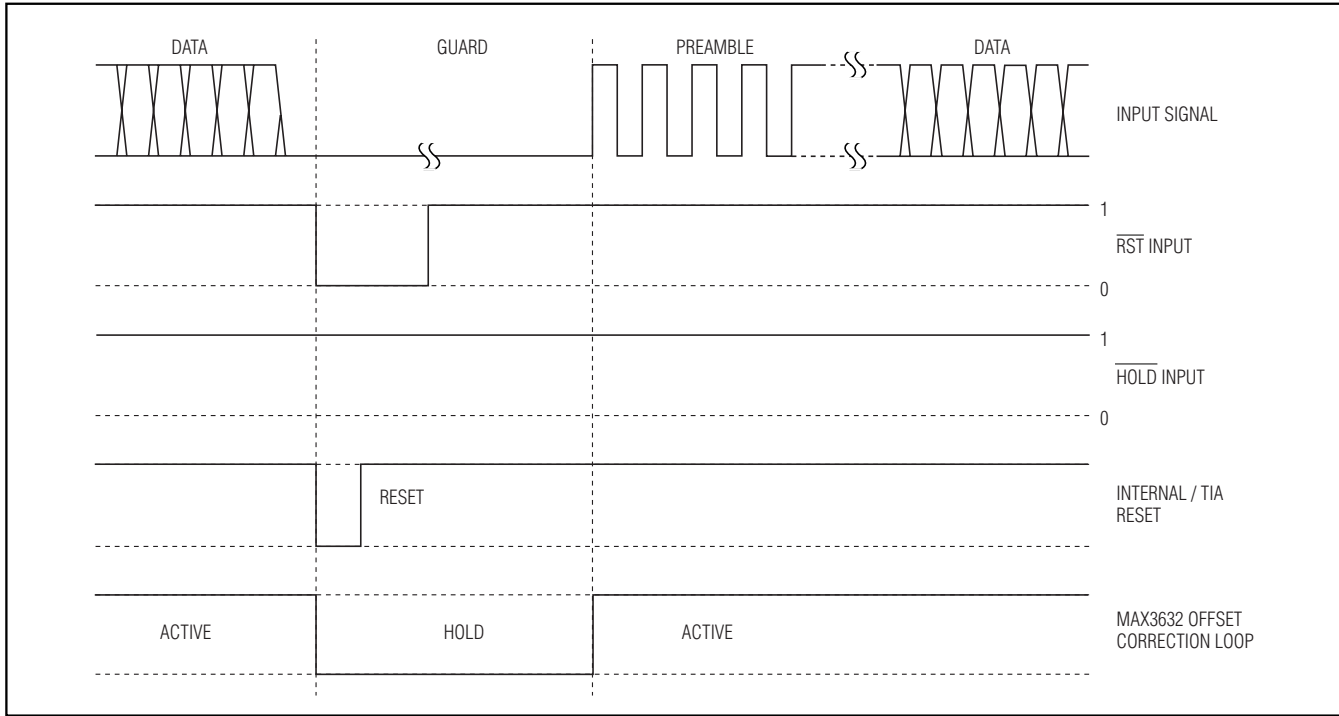 DATA
GUARD
PREAMBLE
DATA
INPUT SIGNAL
1
RST INPUT
0
1
HOLD INPUT
0
RESET
INTERNAL / TIA
RESET
ACTIVE
HOLD
ACTIVE
MAX3632 OFFSET
CORRECTION LOOP